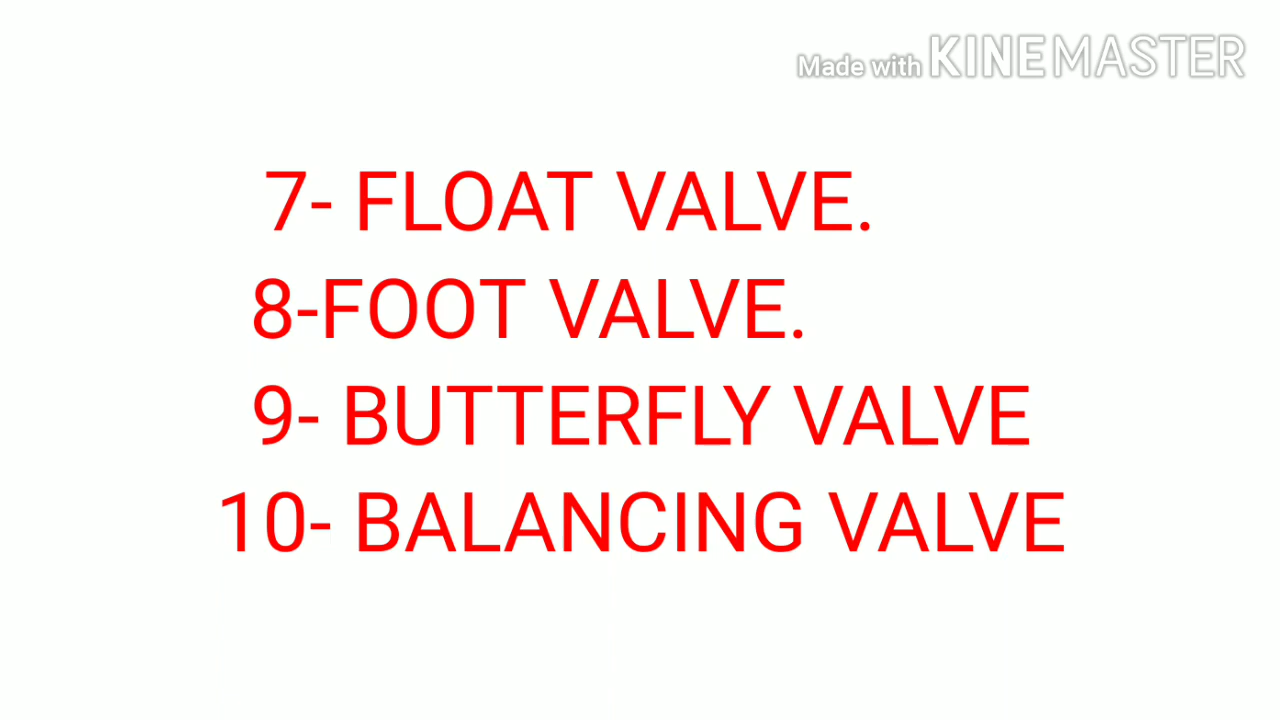 Made with KINEMASTER
7- FLOAT VALVE.
8-FOOT VALVE.
9- BUTTERFLY VALVE
10- BALANCING VALVE